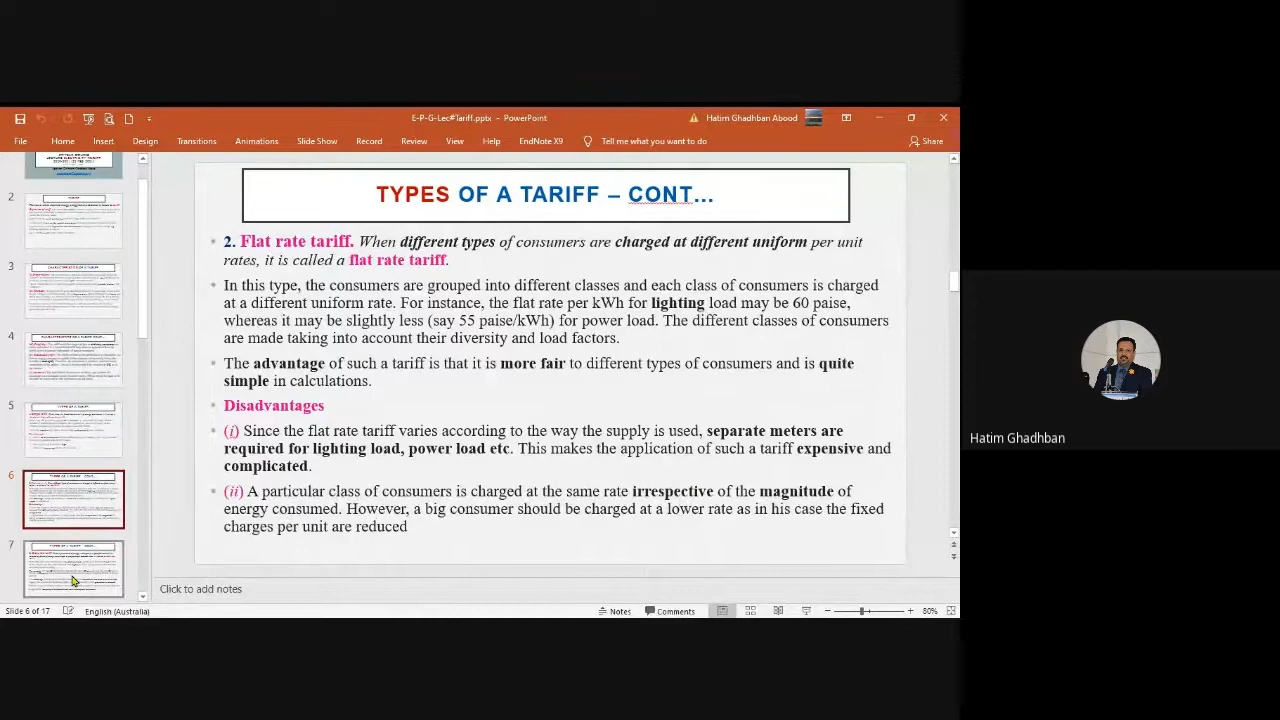 E-P-G-Lec#Tariff.pptx - PowerPoint
Hatim Ghadhban Abood
File Home Insert Design Transitions Animations Slide Show Record Review View Help EndNote X9 Tell me what you want to do Share
TYPES OF A TARIFF – CONT…
2. Flat rate tariff. When different types of consumers are charged at different uniform per unit
rates, it is called a flat rate tariff.
In this type, the consumers are grouped into different classes and each class of consumers is charged
at a different uniform rate. For instance, the flat rate per kWh for lighting load may be 60 paise,
whereas it may be slightly less (say 55 paise/kWh) for power load. The different classes of consumers
are made taking into account their diversity and load factors.
The advantage of such a tariff is that it is more fair to different types of consumers and is quite
simple in calculations.
Disadvantages
(i) Since the flat rate tariff varies according to the way the supply is used, separate meters are
required for lighting load, power load etc. This makes the application of such a tariff expensive and
complicated.
(ii) A particular class of consumers is charged at the same rate irrespective of the magnitude of
energy consumed. However, a big consumer should be charged at a lower rate as in his case the fixed
charges per unit are reduced
2
3
4
5
6
7
Click to add notes
Slide 6 of 17 English (Australia) Notes Comments 80%
Hatim Ghadhban